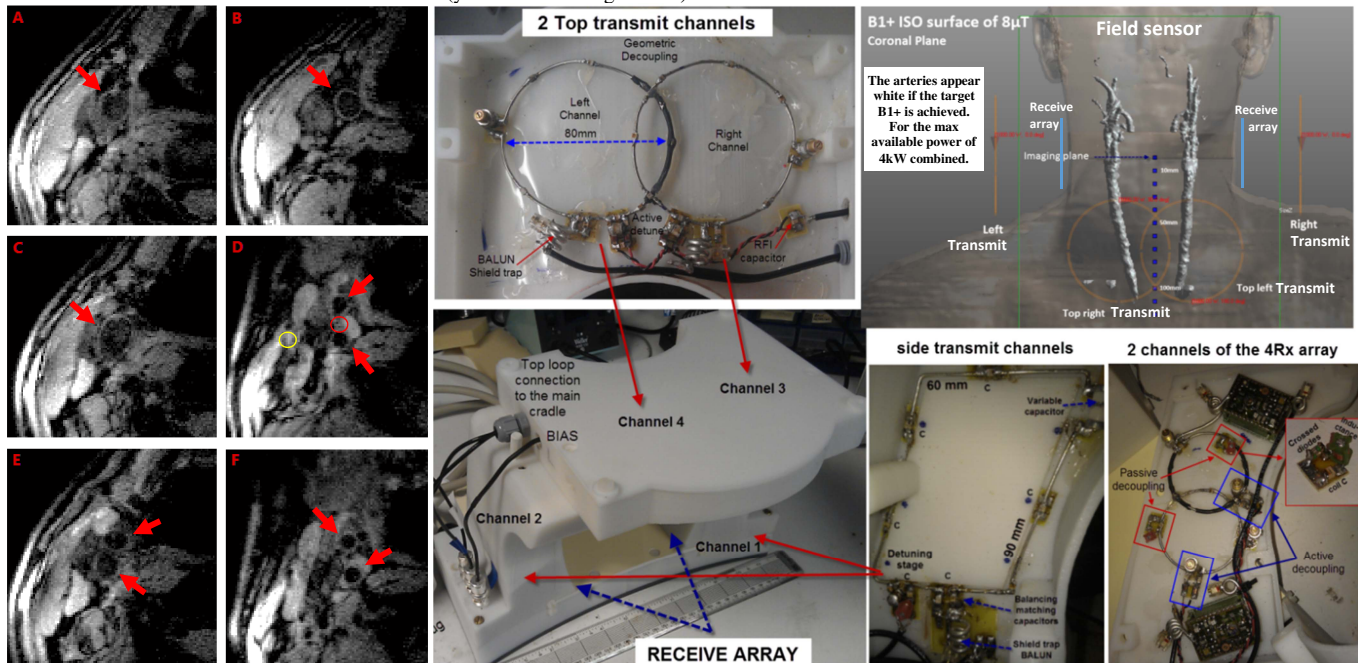 A
B
C
D
E
F
2 Top transmit channels
Geometric
Decoupling
Left
Channel
80mm
Right
Channel
Active
detune
BALUN
Shield trap
RFI
capacitor
B1+ ISO surface of 8µT
Coronal Plane
Field sensor
The arteries appear
white if the target
B1+ is achieved.
For the max
available power of
4kW combined.
Receive
array
Receive
array
Imaging plane
10mm
50mm
100mm
Left
Transmit
Right
Transmit
Top left Transmit
Top right Transmit
Top loop
connection
to the main
cradle
BIAS
Channel 3
Channel 4
Channel 2
Channel 1
RECEIVE ARRAY
side transmit channels
60 mm
C
Variable
capacitor
C
C
C
C
90 mm
Detuning
stage
C
C
Balancing
matching
capacitors
Shield trap
BALUN
2 channels of the 4Rx array
Crossed
diodes
coil C
Passive
decoupling
Active
decoupling